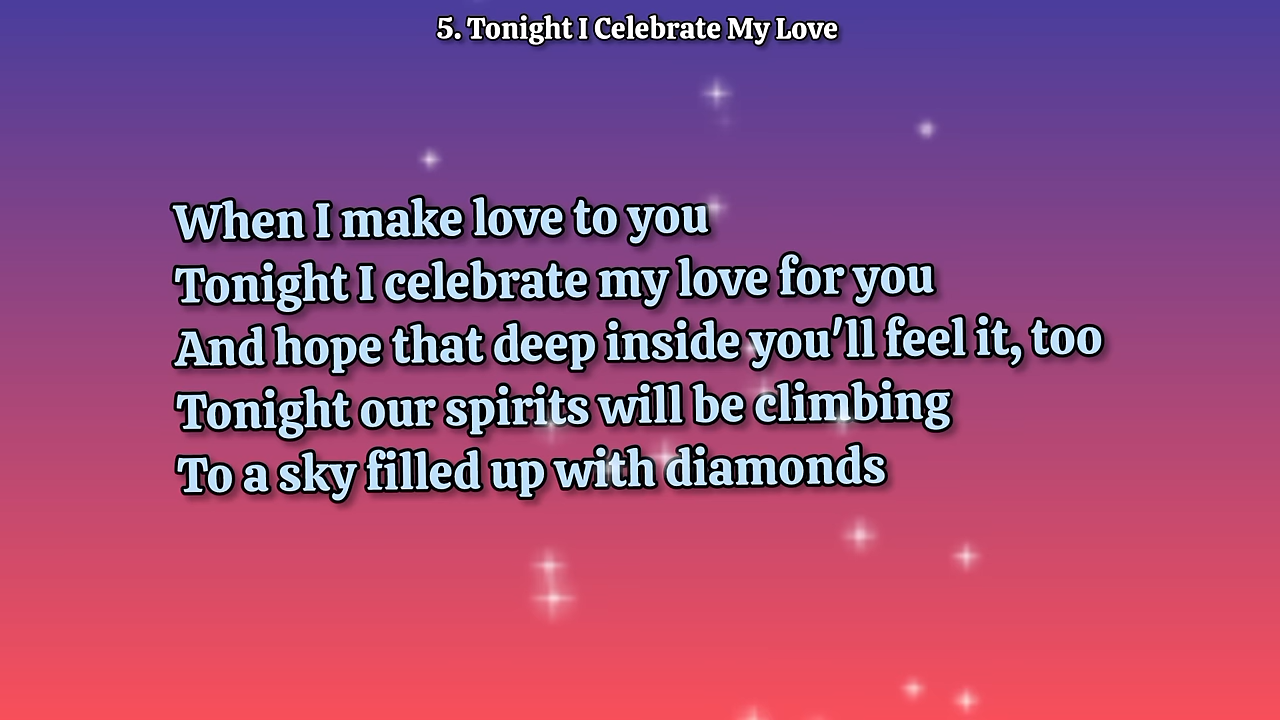 5. Tonight I Celebrate My Love
When I make love to you
Tonight I celebrate my love for you
And hope that deep inside you'll feel it, too
Tonight our spirits will be climbing
To a sky filled up with diamonds